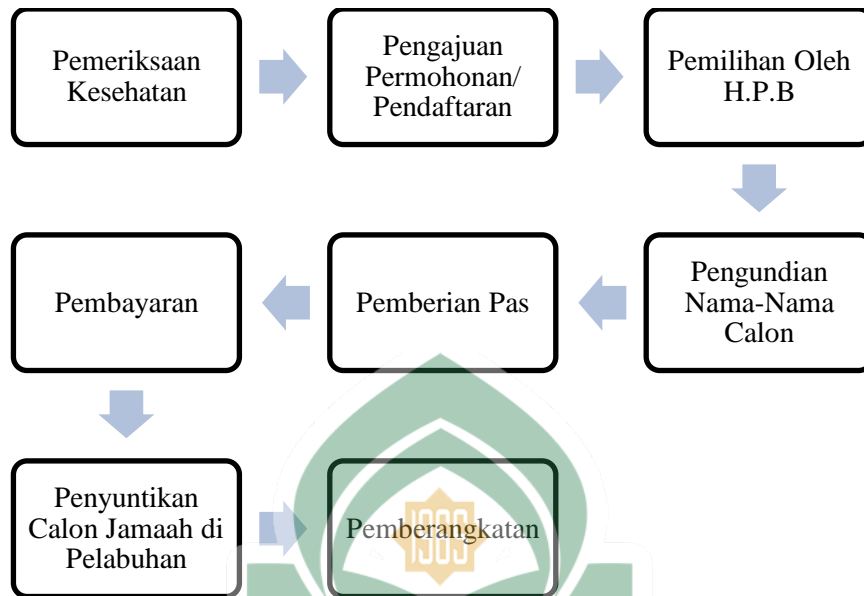 Pemeriksaan
Kesehatan
Pengajuan
Permohonan/
Pendaftaran
Pemilihan Oleh
H.P.B
Pengundian
Nama-Nama
Calon
Pemberian Pas
Pembayaran
Penyuntikan
Calon Jamaah di
Pelabuhan
Pemberangkatan
1989